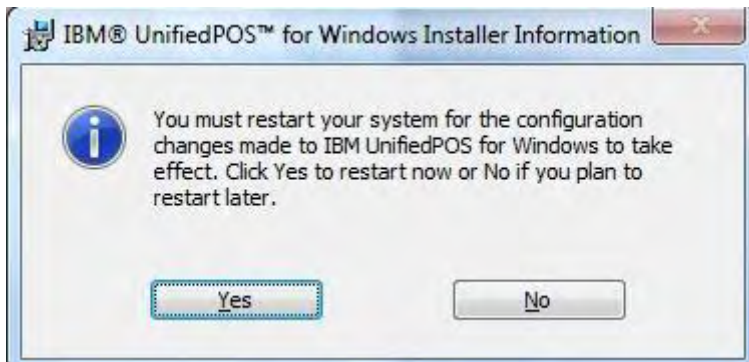 IBM® UnifiedPOS™ for Windows Installer Information
You must restart your system for the configuration
changes made to IBM UnifiedPOS for Windows to take
effect. Click Yes to restart now or No if you plan to
restart later.
Yes
No